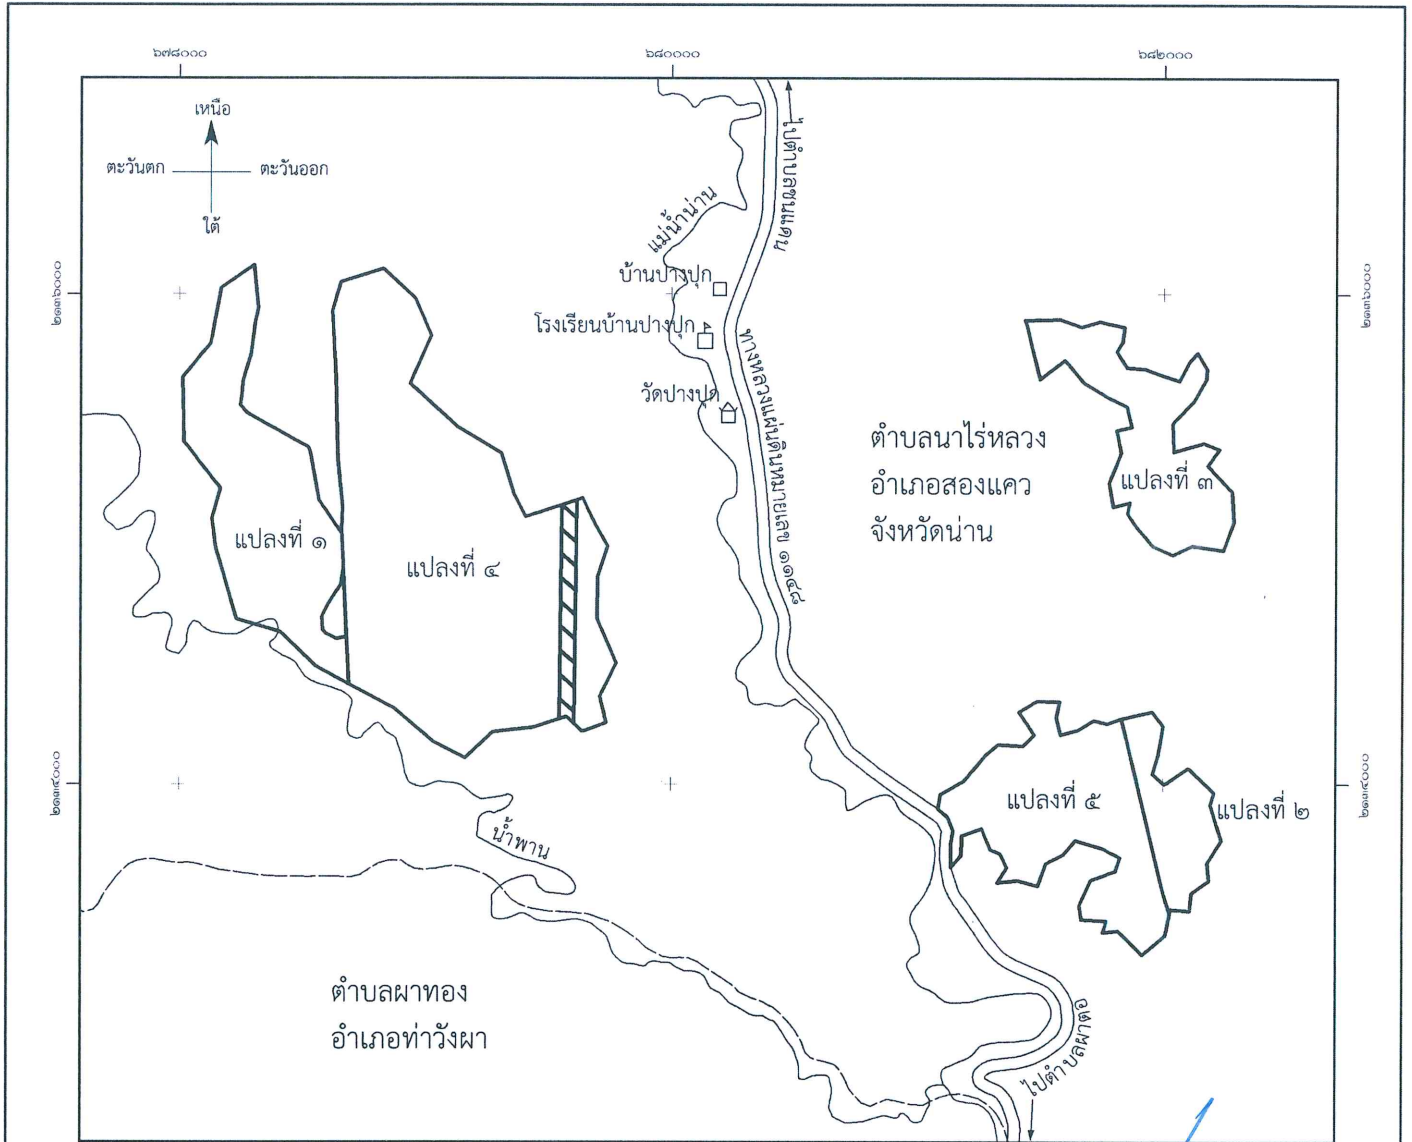 ๖๗๘๐๐๐
๖๘๐๐๐๐
๖๘๒๐๐๐
เหนือ
ตะวันตก
ตะวันออก
ใต้
ไปตำบลชนแดน
แม่น้ำน่าน
๒๑๓๖๐๐๐
๒๑๓๖๐๐๐
บ้านปางปุก
โรงเรียนบ้านปางปุก
วัดปางปุด
ทางหลวงแผ่นดินหมายเลข ๑๑๔๘
ตำบลนาไร่หลวง
อำเภอสองแคว
จังหวัดน่าน
แปลงที่ ๓
แปลงที่ ๑
แปลงที่ ๔
๒๑๓๔๐๐๐
๒๑๓๔๐๐๐
แปลงที่ ๕
แปลงที่ ๒
น้ำพาน
ตำบลผาทอง
อำเภอท่าวังผา
ไปตำบลผาตอ